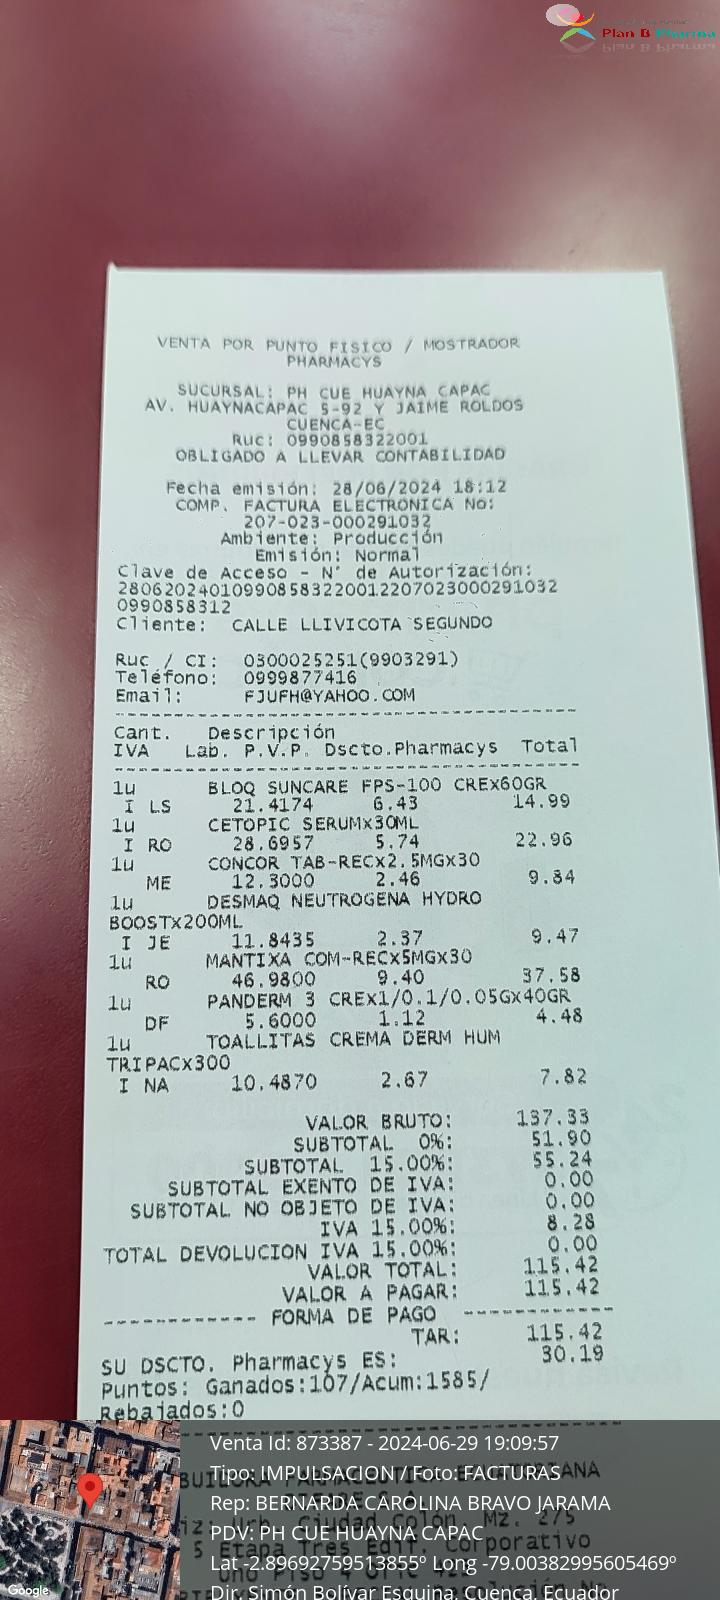 Plan B Pharma
VENTA POR PUNTO FISICO / MOSTRADOR
PHARMACYS
SUCURSAL: PH CUE HUAYNA CAPAC
AV. HUAYNACAPAC 5-92 Y JAIME ROLDOS
CUENCA-EC
Ruc: 0990858322001
OBLIGADO A LLEVAR CONTABILIDAD
Fecha emisión: 28/06/2024 18:12
COMP. FACTURA ELECTRONICA No:
207-023-000291032
Ambiente: Producción
Emisión: Normal
Clave de Acceso - N° de Autorización:
280620240109908583220012207023000291032
0990858312
Cliente: CALLE LLIVICOTA SEGUNDO
Ruc / CI: 0300025251(9903291)
Teléfono: 0999877416
Email: FJUFH@YAHOO.COM
Cant. Descripción
IVA Lab. P.V.P. Dscto.Pharmacys Total
1u BLOQ SUNCARE FPS-100 CREx60GR
I LS 21.4174 6.43 14.99
1u CETOPIC SERUMx30ML
I RO 28.6957 5.74 22.96
1u CONCOR TAB-RECx2.5MGx30
ME 12.3000 2.46 9.84
1u DESMAQ NEUTROGENA HYDRO
BOOSTx200ML
I JE 11.8435 2.37 9.47
1u MANTIXA COM-RECx5MGx30
RO 46.9800 9.40 37.58
1u PANDERM 3 CREx1/0.1/0.05Gx40GR
DF 5.6000 1.12 4.48
1u TOALLITAS CREMA DERM HUM
TRIPACx300
I NA 10.4870 2.67 7.82
VALOR BRUTO: 137.33
SUBTOTAL 0%: 51.90
SUBTOTAL 15.00%: 55.24
SUBTOTAL EXENTO DE IVA: 0.00
SUBTOTAL NO OBJETO DE IVA: 0.00
IVA 15.00%: 8.28
TOTAL DEVOLUCION IVA 15.00%: 0.00
VALOR TOTAL: 115.42
VALOR A PAGAR: 115.42
------------ FORMA DE PAGO ------------
TAR: 115.42
SU DSCTO. Pharmacys ES: 30.19
Puntos: Ganados:107/Acum:1585/
Rebajados:0
Venta Id: 873387 - 2024-06-29 19:09:57
Tipo: IMPULSACION/ Foto: FACTURAS
Rep: BERNARDA CAROLINA BRAVO JARAMA
PDV: PH CUE HUAYNA CAPAC
Lat -2.89692759513855º Long -79.00382995605469º
Dir. Simón Bolívar Esquina, Cuenca, Ecuador
Google